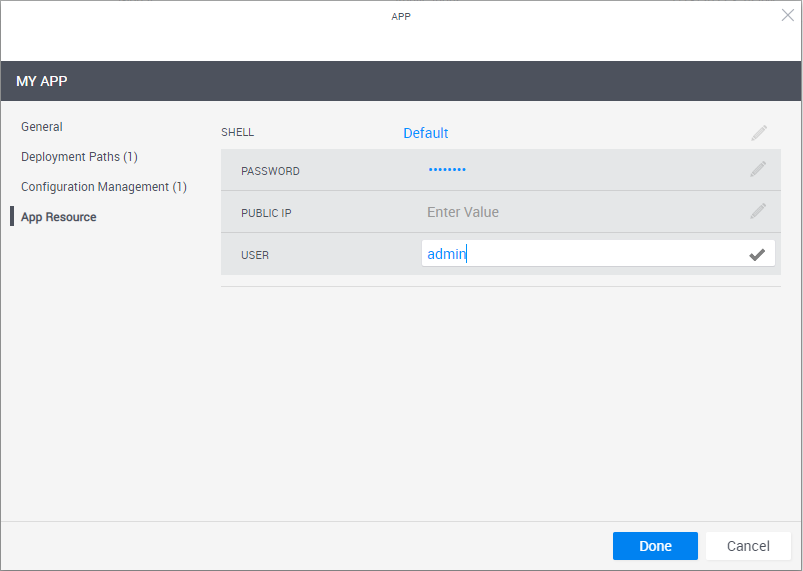 APP
MY APP
General
Deployment Paths (1)
Configuration Management (1)
App Resource
SHELL Default
PASSWORD ••••••••
PUBLIC IP Enter Value
USER admin
Done Cancel